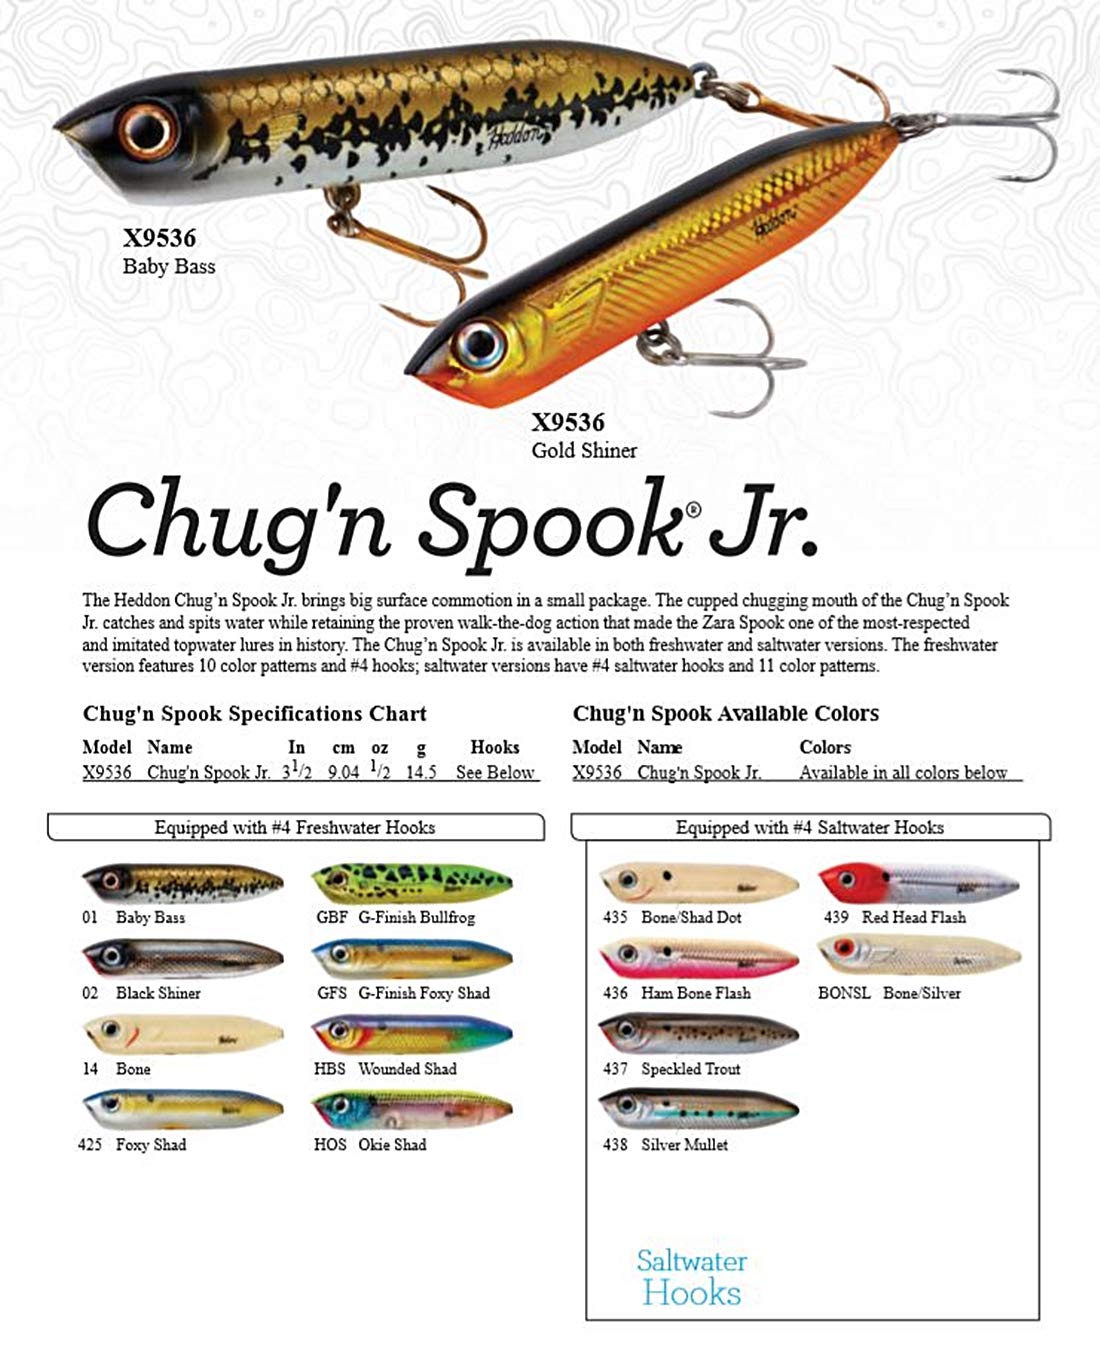 Heddon
Heddon
X9536
Baby Bass
X9536
Gold Shiner
Chug'n Spook® Jr.
The Heddon Chug'n Spook Jr. brings big surface commotion in a small package. The cupped chugging mouth of the Chug'n Spook
Jr. catches and spits water while retaining the proven walk-the-dog action that made the Zara Spook one of the most-respected
and imitated topwater lures in history. The Chug'n Spook Jr. is available in both freshwater and saltwater versions. The freshwater
version features 10 color patterns and #4 hooks; saltwater versions have #4 saltwater hooks and 11 color patterns.
Chug'n Spook Specifications Chart
Model Name In cm oz g Hooks
X9536 Chug'n Spook Jr. 3 1/2 9.04 1/2 14.5 See Below
Chug'n Spook Available Colors
Model Name Colors
X9536 Chug'n Spook Jr. Available in all colors below
Equipped with #4 Freshwater Hooks
01 Baby Bass
GBF G-Finish Bullfrog
02 Black Shiner
GFS G-Finish Foxy Shad
14 Bone
HBS Wounded Shad
425 Foxy Shad
HOS Okie Shad
Equipped with #4 Saltwater Hooks
435 Bone/Shad Dot
439 Red Head Flash
436 Ham Bone Flash
BONSL Bone/Silver
437 Speckled Trout
438 Silver Mullet
Saltwater
Hooks